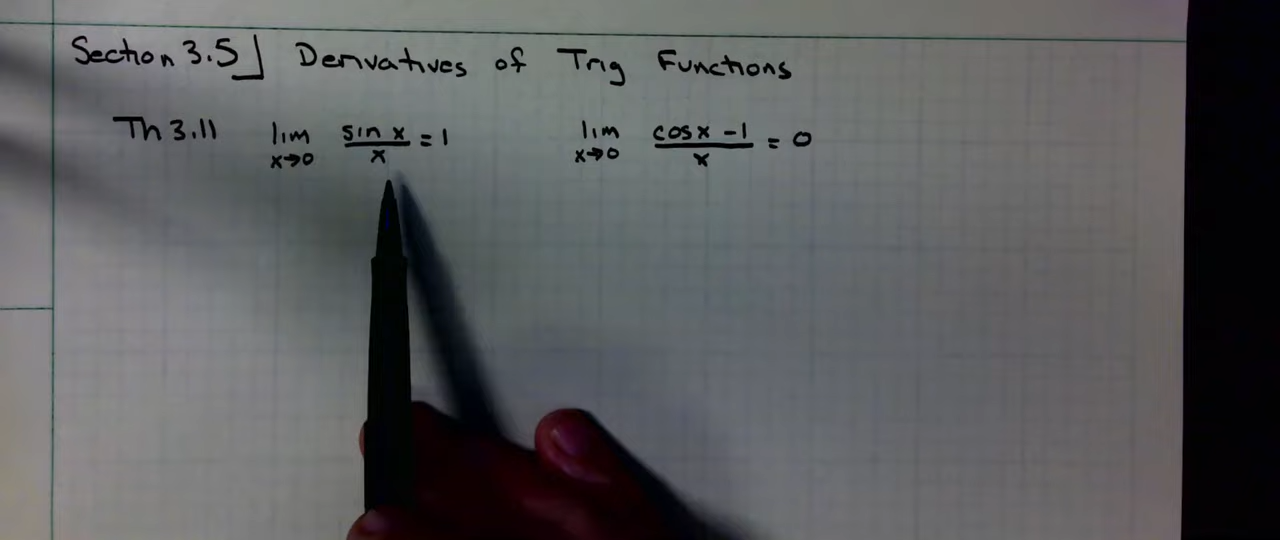 Section 3.5⌋ Derivatives of Trig Functions
Th 3.11 lim x→0 sin x / x = 1 lim x→0 cos x - 1 / x = 0